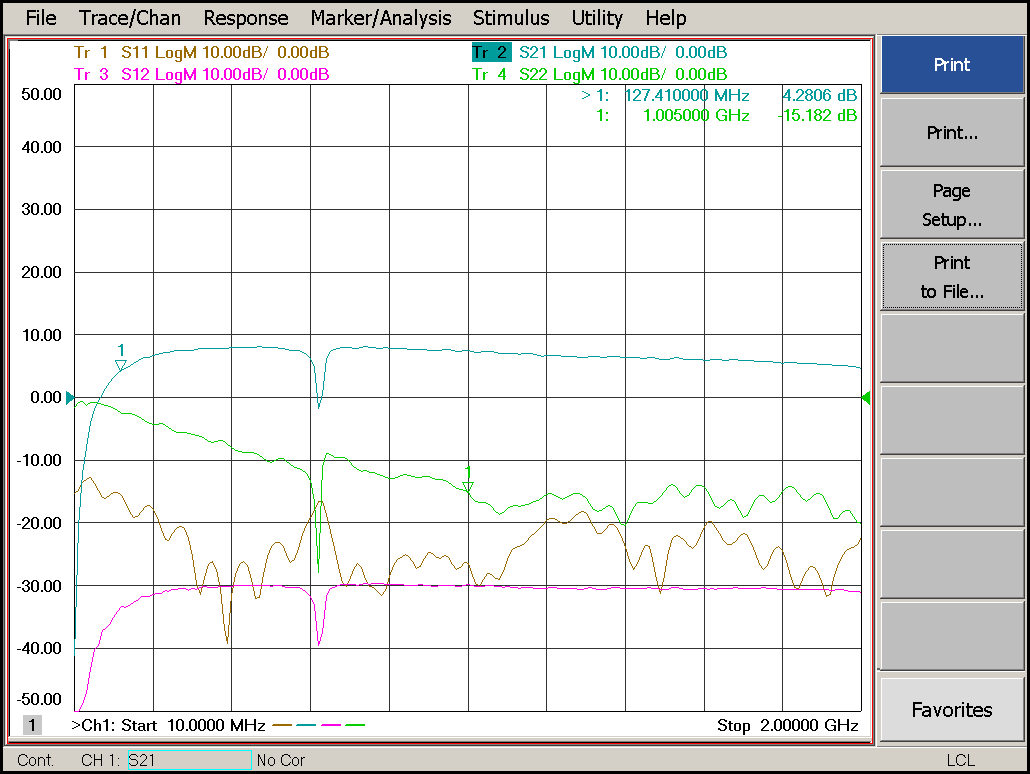 File Trace/Chan Response Marker/Analysis Stimulus Utility Help
Tr 1 S11 LogM 10.00dB/ 0.00dB Tr 2 S21 LogM 10.00dB/ 0.00dB
Tr 3 S12 LogM 10.00dB/ 0.00dB Tr 4 S22 LogM 10.00dB/ 0.00dB
> 1: 127.410000 MHz 4.2806 dB
1: 1.005000 GHz -15.182 dB
50.00
40.00
30.00
20.00
10.00
0.00
-10.00
-20.00
-30.00
-40.00
-50.00
1
1
1 >Ch1: Start 10.0000 MHz Stop 2.00000 GHz
Cont. CH 1: S21 No Cor LCL
Print
Print...
Page
Setup...
Print
to File...
Favorites